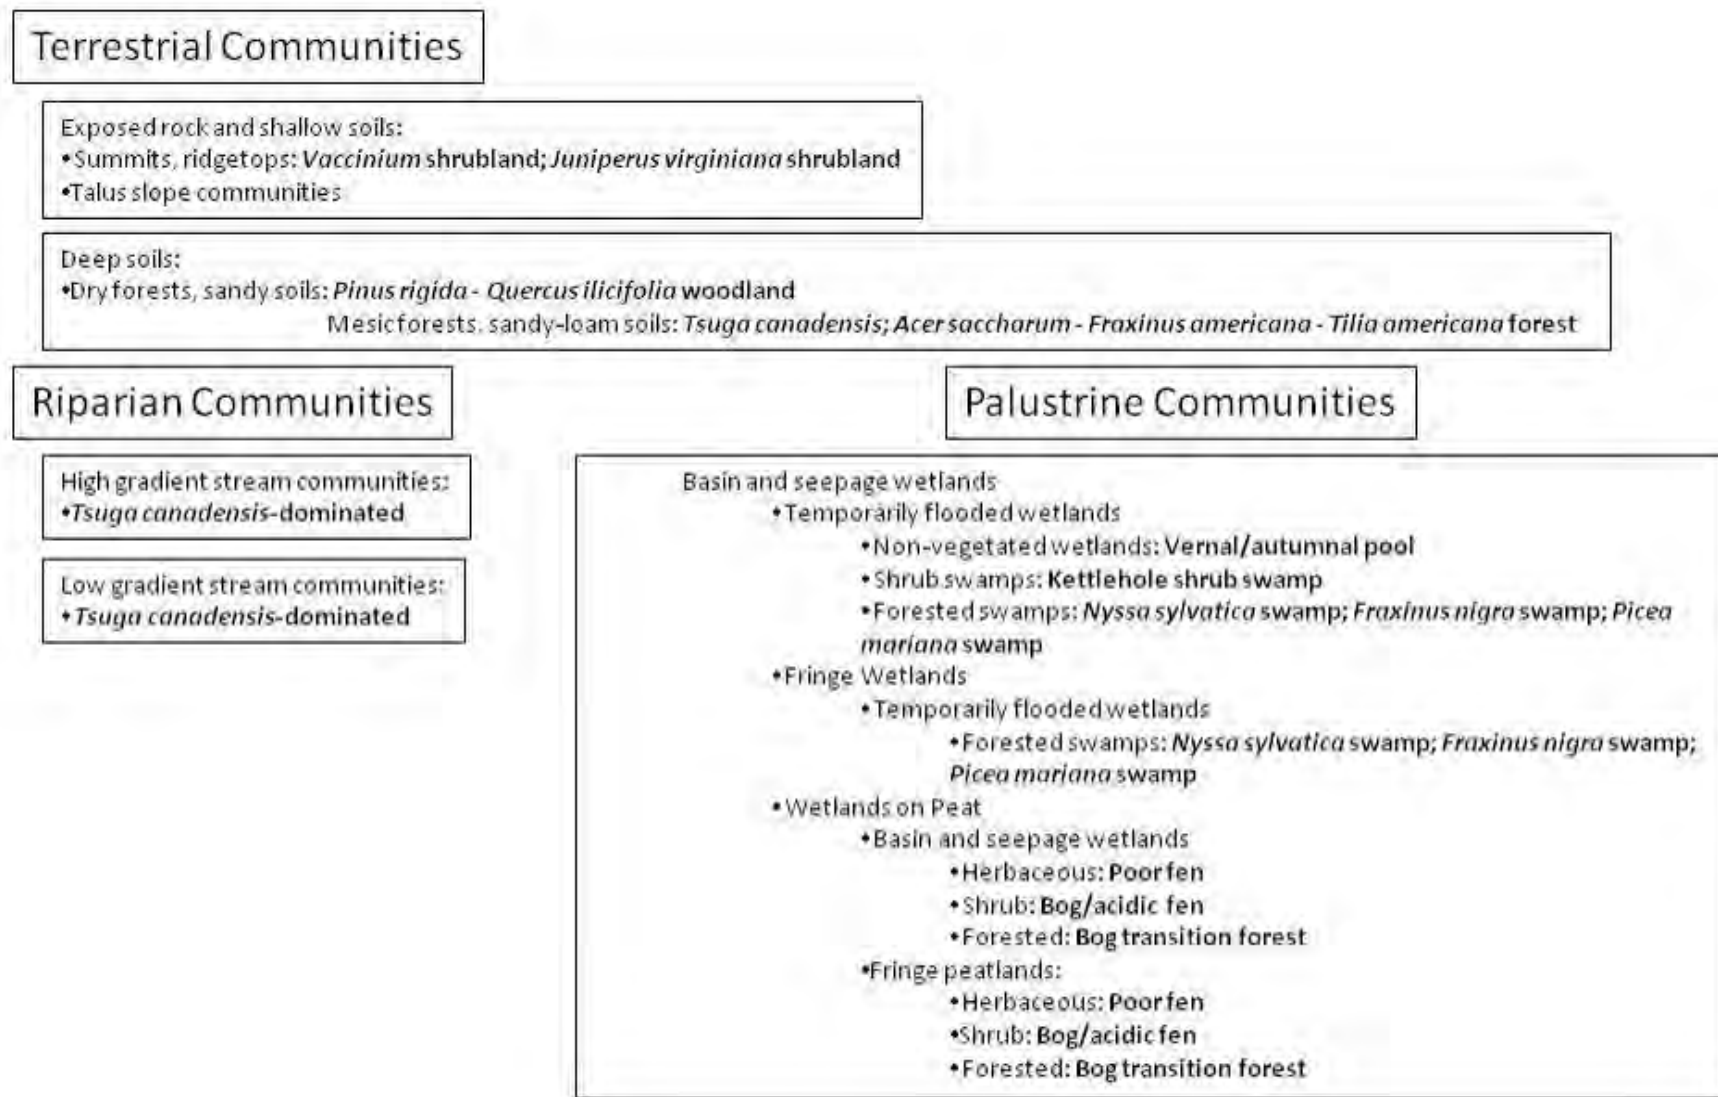 Terrestrial Communities
Exposed rock and shallow soils:
•Summits, ridgetops: Vaccinium shrubland; Juniperus virginiana shrubland
•Talus slope communities
Deep soils:
•Dry forests, sandy soils: Pinus rigida - Quercus ilicifolia woodland
Mesic forests, sandy-loam soils: Tsuga canadensis; Acer saccharum - Fraxinus americana - Tilia americana forest
Riparian Communities
High gradient stream communities:
•Tsuga canadensis-dominated
Low gradient stream communities:
•Tsuga canadensis-dominated
Palustrine Communities
Basin and seepage wetlands
•Temporarily flooded wetlands
•Non-vegetated wetlands: Vernal/autumnal pool
•Shrub swamps: Kettlehole shrub swamp
•Forested swamps: Nyssa sylvatica swamp; Fraxinus nigra swamp; Picea
mariana swamp
•Fringe Wetlands
•Temporarily flooded wetlands
•Forested swamps: Nyssa sylvatica swamp; Fraxinus nigra swamp;
Picea mariana swamp
•Wetlands on Peat
•Basin and seepage wetlands
•Herbaceous: Poor fen
•Shrub: Bog/acidic fen
•Forested: Bog transition forest
•Fringe peatlands:
•Herbaceous: Poor fen
•Shrub: Bog/acidic fen
•Forested: Bog transition forest